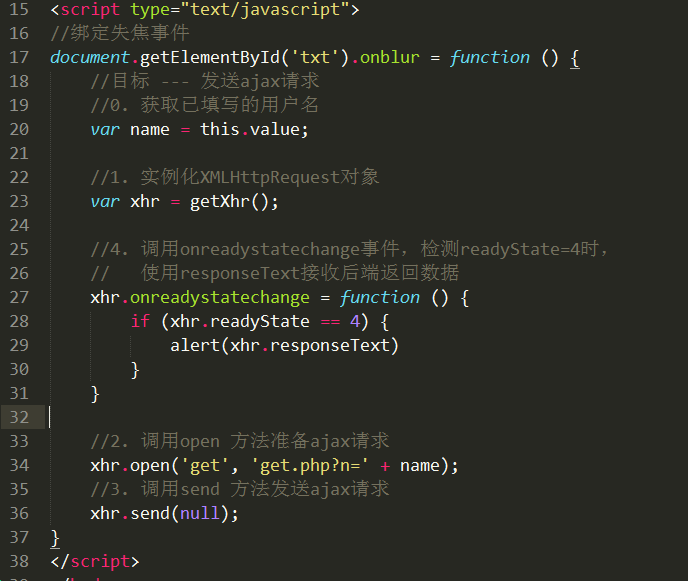 15 <script type="text/javascript">
16 //绑定失焦事件
17 document.getElementById('txt').onblur = function () {
18     //目标 --- 发送ajax请求
19     //0. 获取已填写的用户名
20     var name = this.value;
21
22     //1. 实例化XMLHttpRequest对象
23     var xhr = getXhr();
24
25     //4. 调用onreadystatechange事件，检测readyState=4时，
26     //   使用responseText接收后端返回数据
27     xhr.onreadystatechange = function () {
28         if (xhr.readyState == 4) {
29             alert(xhr.responseText)
30         }
31     }
32
33     //2. 调用open 方法准备ajax请求
34     xhr.open('get', 'get.php?n=' + name);
35     //3. 调用send 方法发送ajax请求
36     xhr.send(null);
37 }
38 </script>